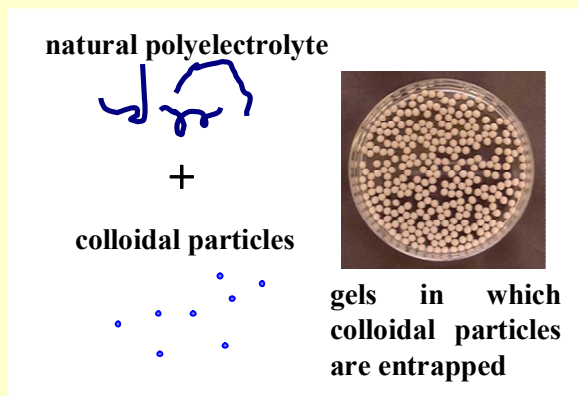 natural polyelectrolyte
+
colloidal particles
gels in which
colloidal particles
are entrapped